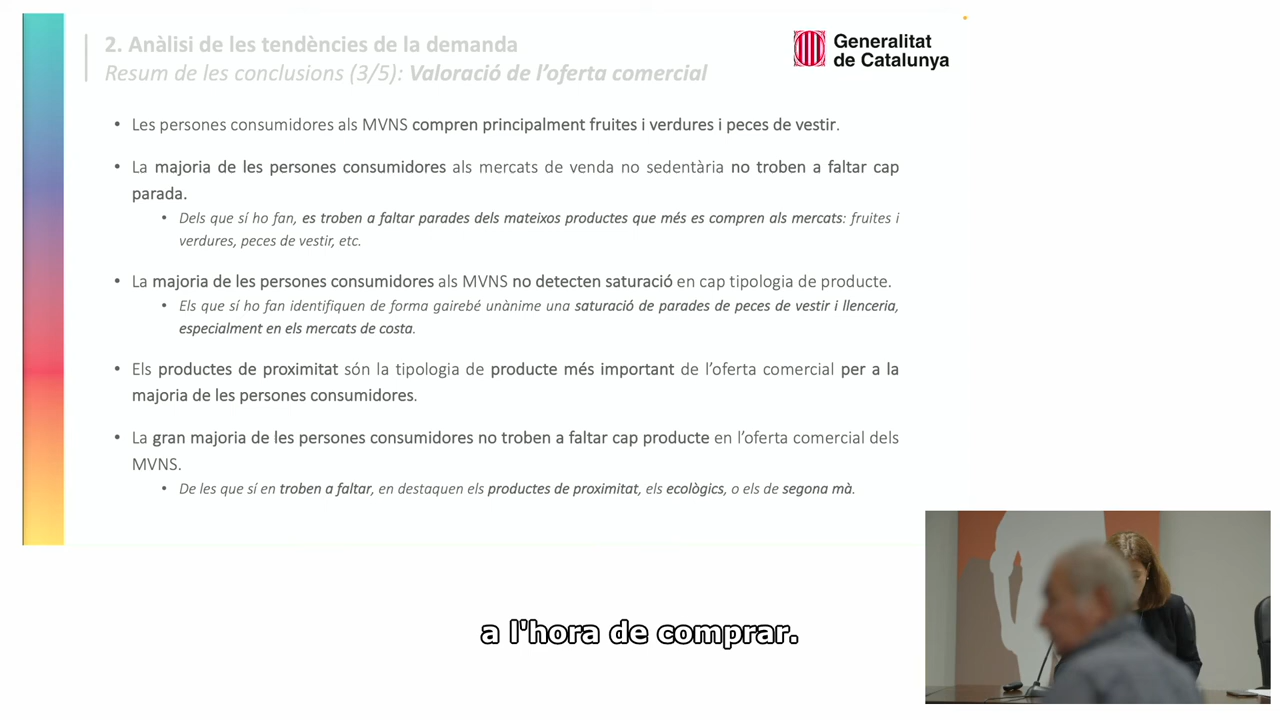 2. Anàlisi de les tendències de la demanda
Resum de les conclusions (3/5): Valoració de l'oferta comercial
Generalitat
de Catalunya
• Les persones consumidores als MVNS compren principalment fruites i verdures i peces de vestir.
• La majoria de les persones consumidores als mercats de venda no sedentària no troben a faltar cap
parada.
• Dels que sí ho fan, es troben a faltar parades dels mateixos productes que més es compren als mercats: fruites i
verdures, peces de vestir, etc.
• La majoria de les persones consumidores als MVNS no detecten saturació en cap tipologia de producte.
• Els que sí ho fan identifiquen de forma gairebé unànime una saturació de parades de peces de vestir i llenceria,
especialment en els mercats de costa.
• Els productes de proximitat són la tipologia de producte més important de l'oferta comercial per a la
majoria de les persones consumidores.
• La gran majoria de les persones consumidores no troben a faltar cap producte en l'oferta comercial dels
MVNS.
• De les que sí en troben a faltar, en destaquen els productes de proximitat, els ecològics, o els de segona mà.
a l'hora de comprar.